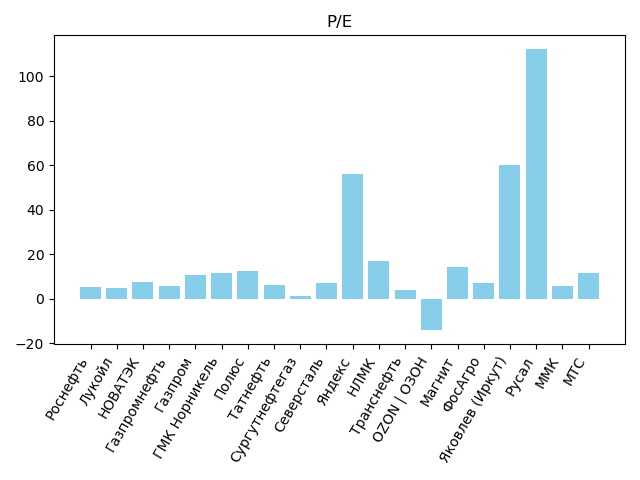 P/E
100
80
60
40
20
0
−20
Роснефть
Лукойл
НОВАТЭК
Газпромнефть
Газпром
ГМК Норникель
Полюс
Татнефть
Сургутнефтегаз
Северсталь
Яндекс
НЛМК
Транснефть
OZON | ОЗОН
Магнит
ФосАгро
Яковлев (Иркут)
Русал
ММК
МТС